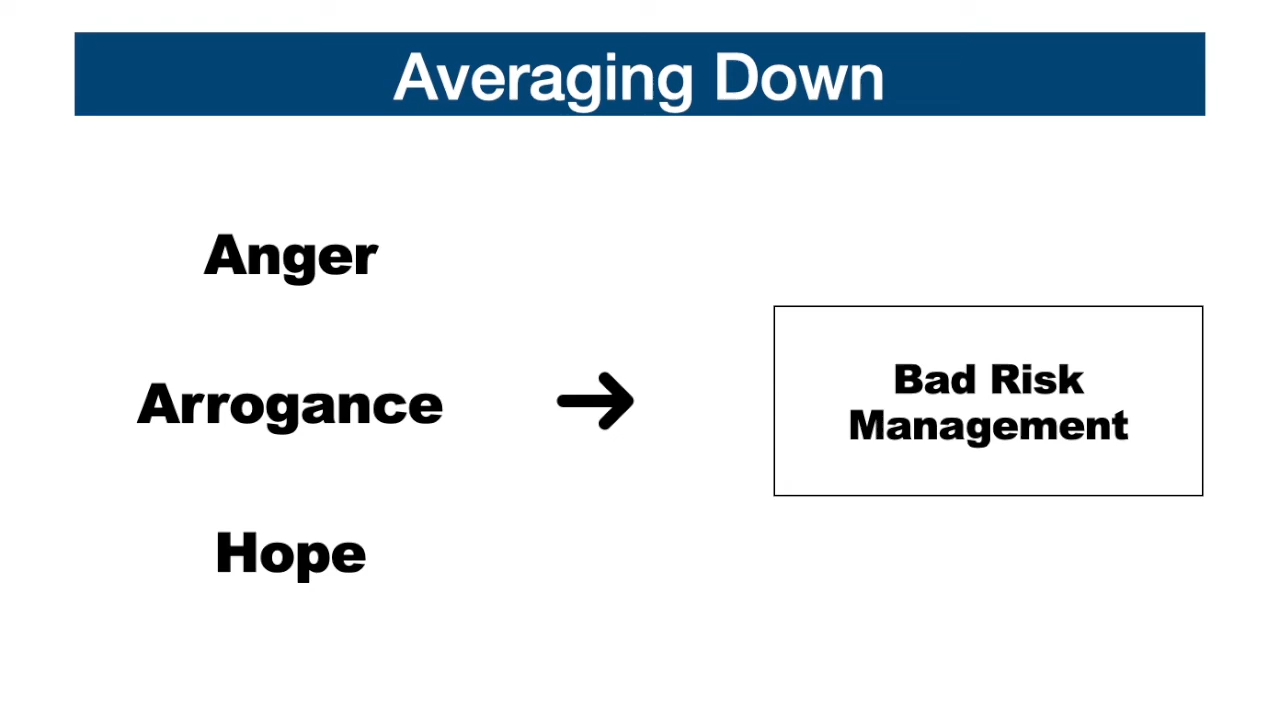 Averaging Down
Anger
Arrogance
Hope
Bad Risk
Management